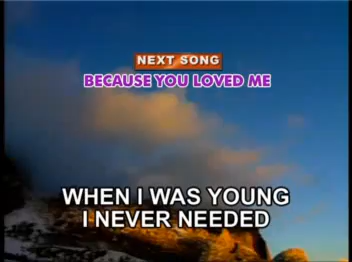 NEXT SONG
BECAUSE YOU LOVED ME
WHEN I WAS YOUNG
I NEVER NEEDED